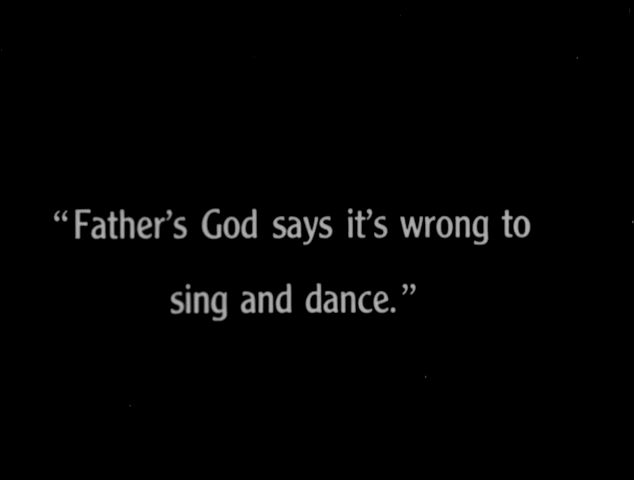 “Father’s God says it’s wrong to
sing and dance.”